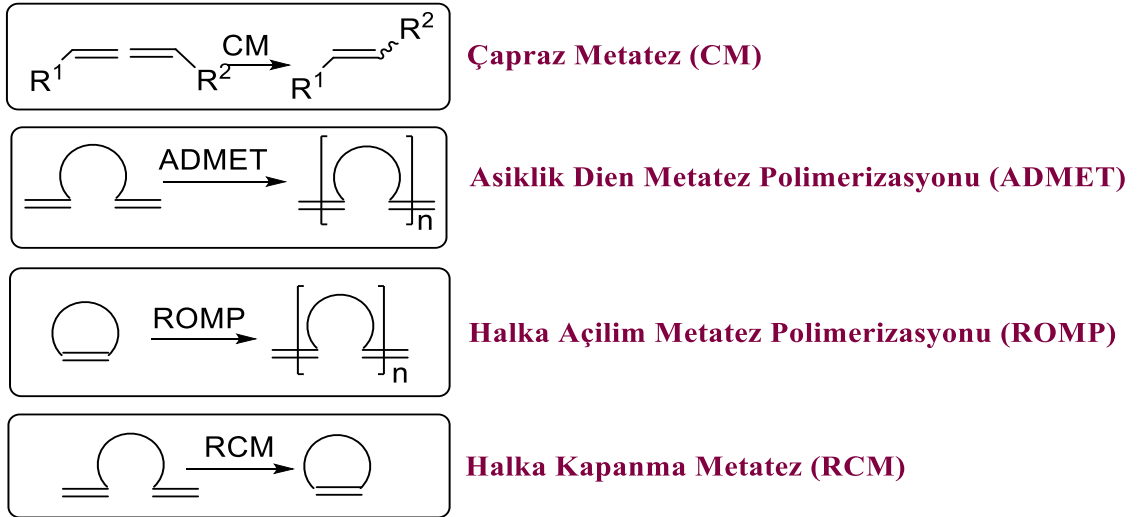 R¹ R² CM R¹ R² Çapraz Metatez (CM)
ADMET n Asiklik Dien Metatez Polimerizasyonu (ADMET)
ROMP n Halka Açilim Metatez Polimerizasyonu (ROMP)
RCM Halka Kapanma Metatez (RCM)